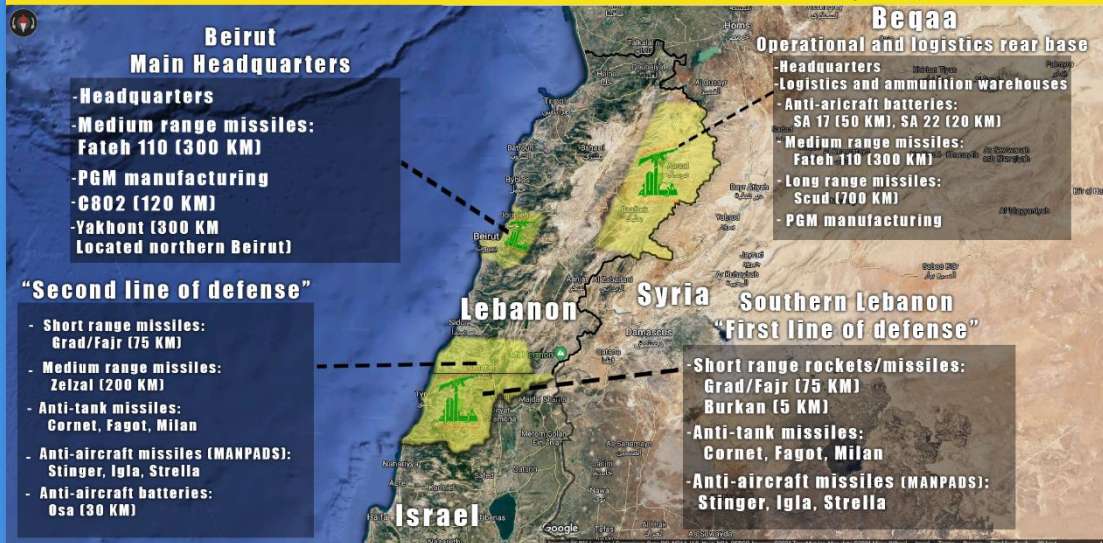 Beirut
Main Headquarters
-Headquarters
-Medium range missiles:
Fateh 110 (300 KM)
-PGM manufacturing
-C802 (120 KM)
-Yakhont (300 KM
Located northern Beirut)
Beqaa
Operational and logistics rear base
-Headquarters
-Logistics and ammunition warehouses
-Anti-aricraft batteries:
SA 17 (50 KM), SA 22 (20 KM)
-Medium range missiles:
Fateh 110 (300 KM)
-Long range missiles:
Scud (700 KM)
-PGM manufacturing
"Second line of defense"
- Short range missiles:
Grad/Fajr (75 KM)
- Medium range missiles:
Zelzal (200 KM)
- Anti-tank missiles:
Cornet, Fagot, Milan
- Anti-aircraft missiles (MANPADS):
Stinger, Igla, Strella
- Anti-aircraft batteries:
Osa (30 KM)
Southern Lebanon
"First line of defense"
-Short range rockets/missiles:
Grad/Fajr (75 KM)
Burkan (5 KM)
-Anti-tank missiles:
Cornet, Fagot, Milan
-Anti-aircraft missiles (MANPADS):
Stinger, Igla, Strella
Lebanon
Syria
Israel
Homs
Talkalakh
Byblos
Beirut
Damascus
دمشق
Nahariyya
Acre
Google